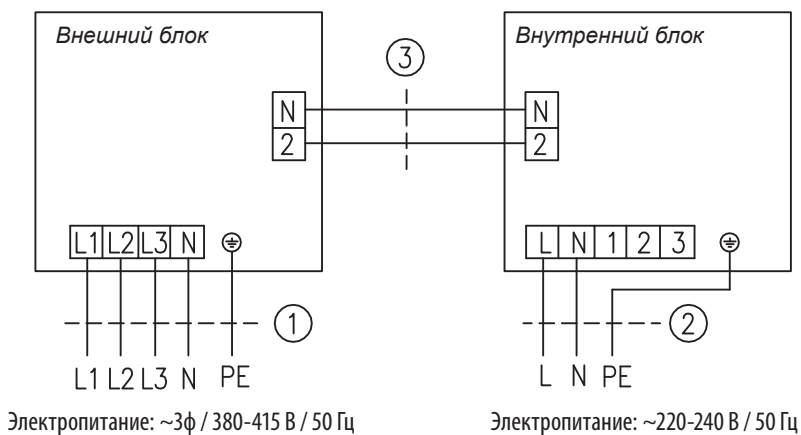 Внешний блок
Внутренний блок
3
N
N
2
2
L1 L2 L3 N
L N 1 2 3
1
2
L1 L2 L3 N PE
L N PE
Электропитание: ~3ф / 380-415 В / 50 Гц
Электропитание: ~220-240 В / 50 Гц